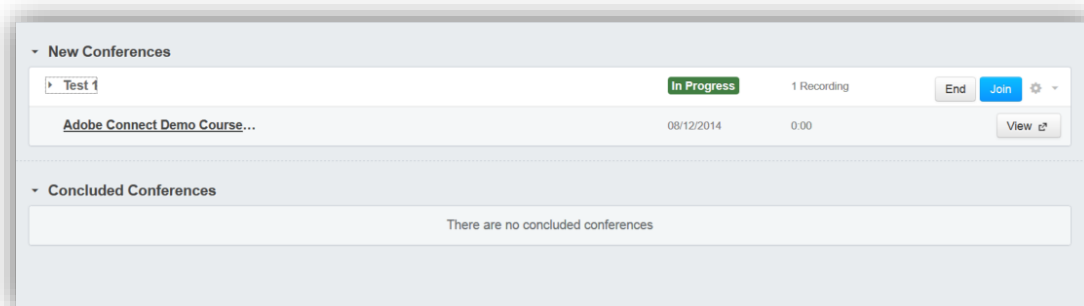 New Conferences
Test 1 In Progress 1 Recording End Join
Adobe Connect Demo Course... 08/12/2014 0:00 View
Concluded Conferences
There are no concluded conferences